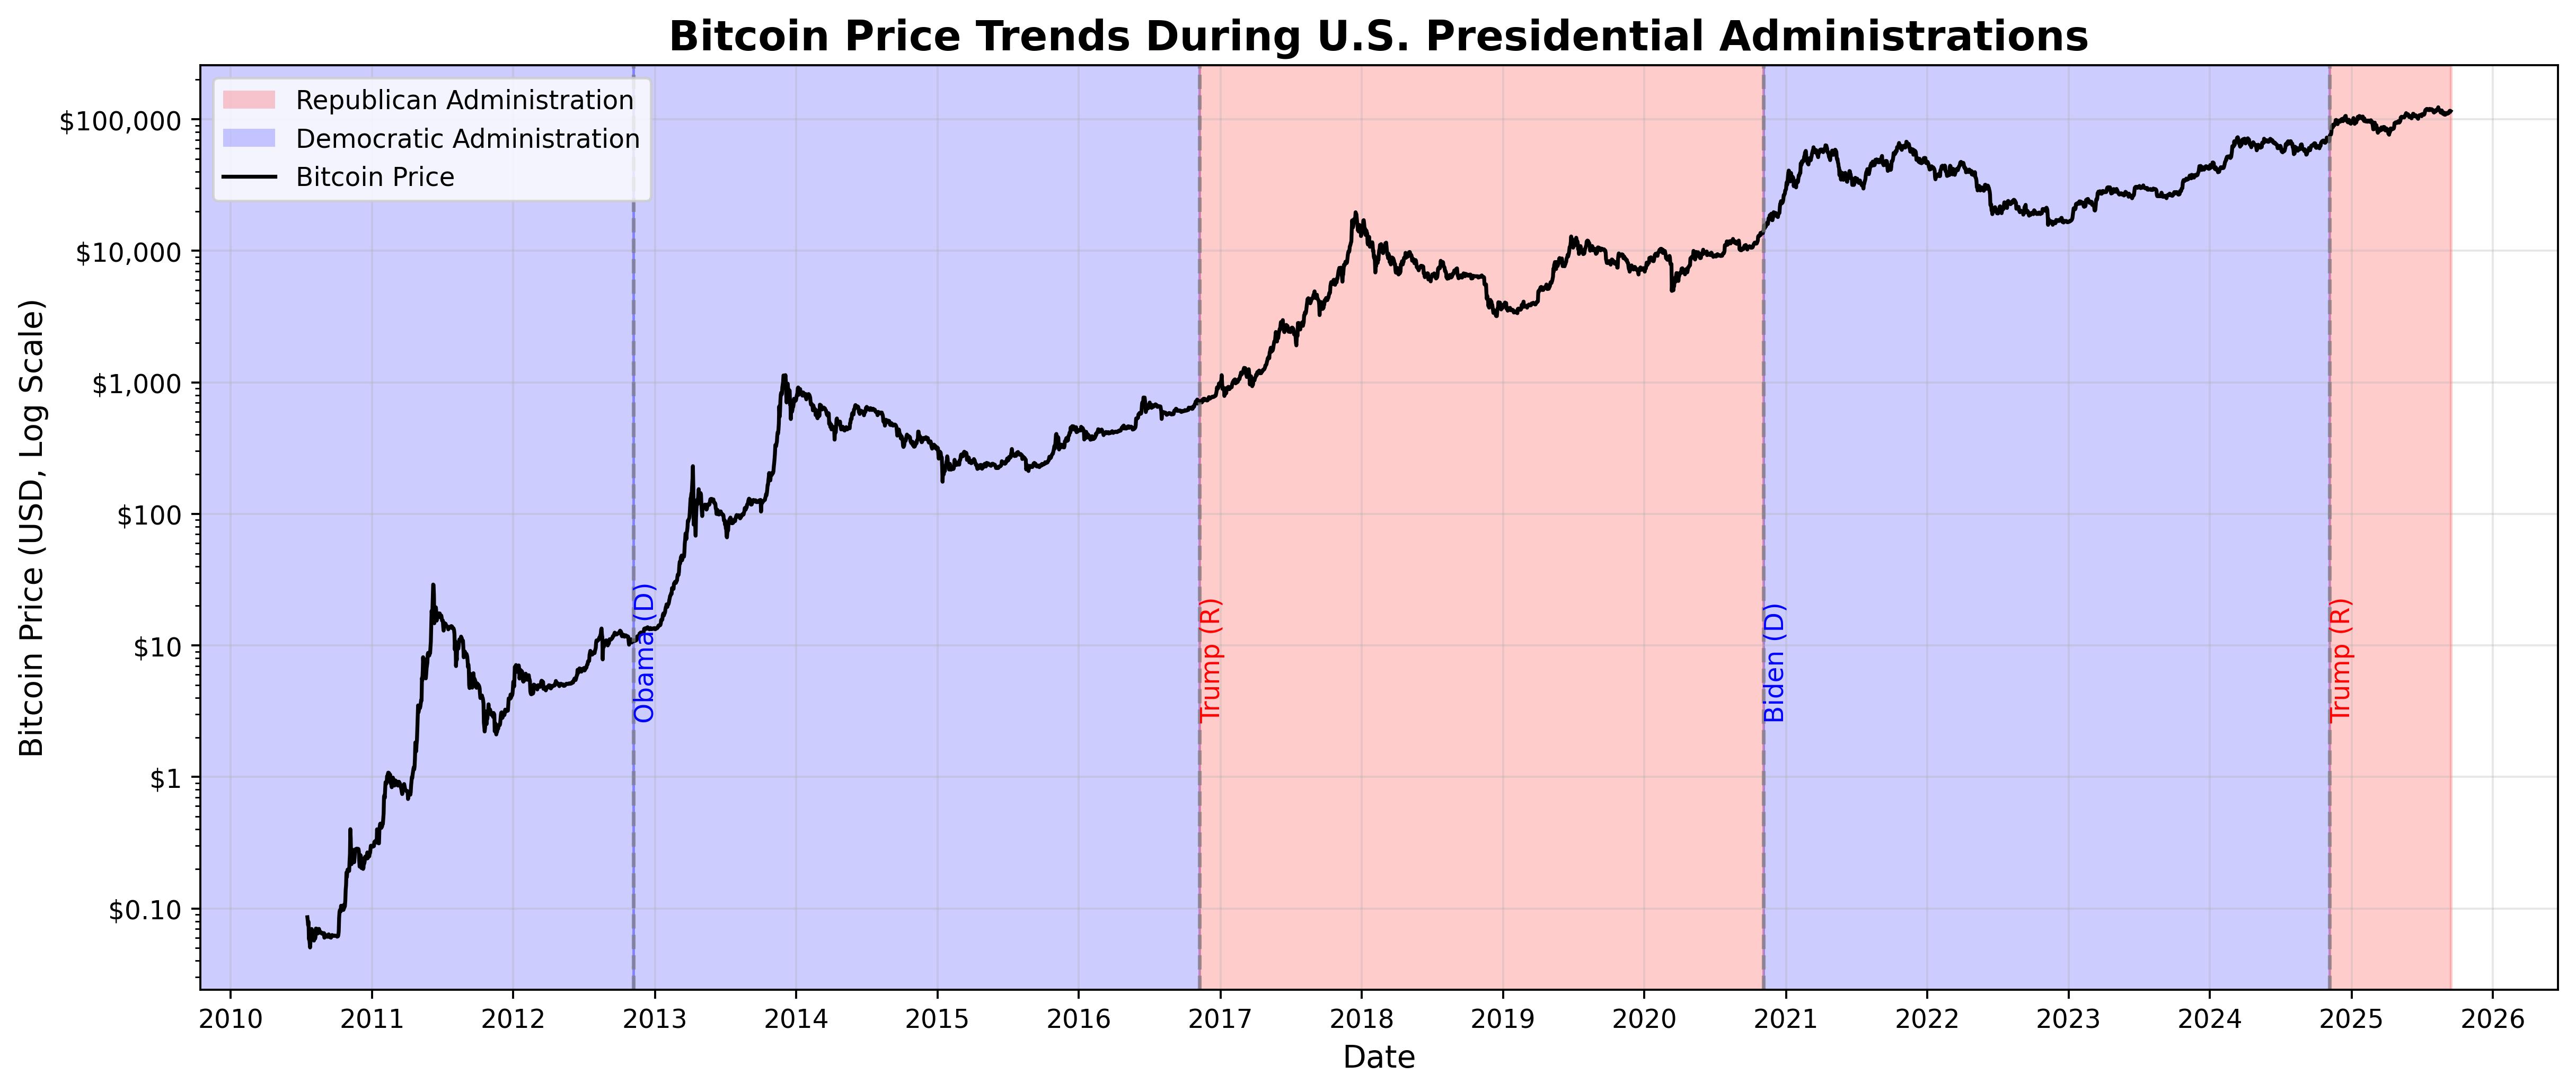 Bitcoin Price Trends During U.S. Presidential Administrations
Republican Administration
Democratic Administration
Bitcoin Price
Bitcoin Price (USD, Log Scale)
$100,000
$10,000
$1,000
$100
$10
$1
$0.10
Obama (D)
Trump (R)
Biden (D)
Trump (R)
2010 2011 2012 2013 2014 2015 2016 2017 2018 2019 2020 2021 2022 2023 2024 2025 2026
Date